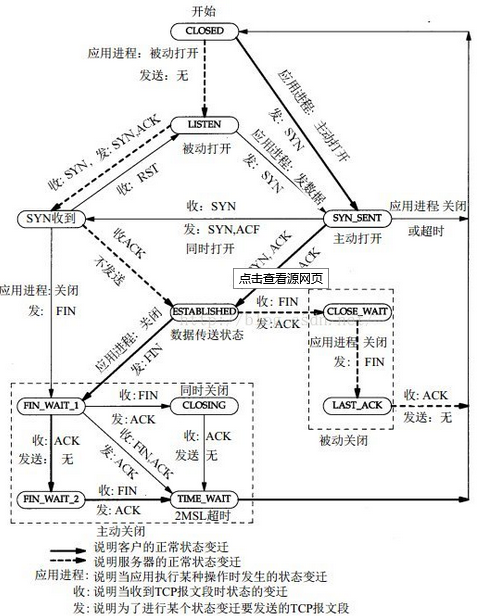 开始
CLOSED
应用进程：被动打开
发送：无
应用进程：主动打开
发：SYN
LISTEN
被动打开
收：SYN，发：SYN,ACK
收：RST
应用进程：发数据
发：SYN
SYN收到
收：SYN
发：SYN,ACF
同时打开
SYN_SENT
主动打开
应用进程 关闭
或超时
收ACK
不发送
SYN, ACK
ACK
点击查看源网页
应用进程: 关闭
发： FIN
ESTABLISHED
数据传送状态
应用进程：关闭
发：FIN
收：FIN
发：ACK
CLOSE_WAIT
应用进程 关闭
发： FIN
LAST_ACK
被动关闭
收：ACK
发送：无
FIN_WAIT_1
收：FIN
发：ACK
同时关闭
CLOSING
收：ACK
发送：无
收：FIN,ACK
发：ACK
收 ACK
发送 无
FIN_WAIT_2
收：FIN
发：ACK
TIME_WAIT
2MSL超时
主动关闭
说明客户的正常状态变迁
说明服务器的正常状态变迁
应用进程：说明当应用执行某种操作时发生的状态变迁
收：说明当收到TCP报文段时状态的变迁
发：说明为了进行某个状态变迁要发送的TCP报文段